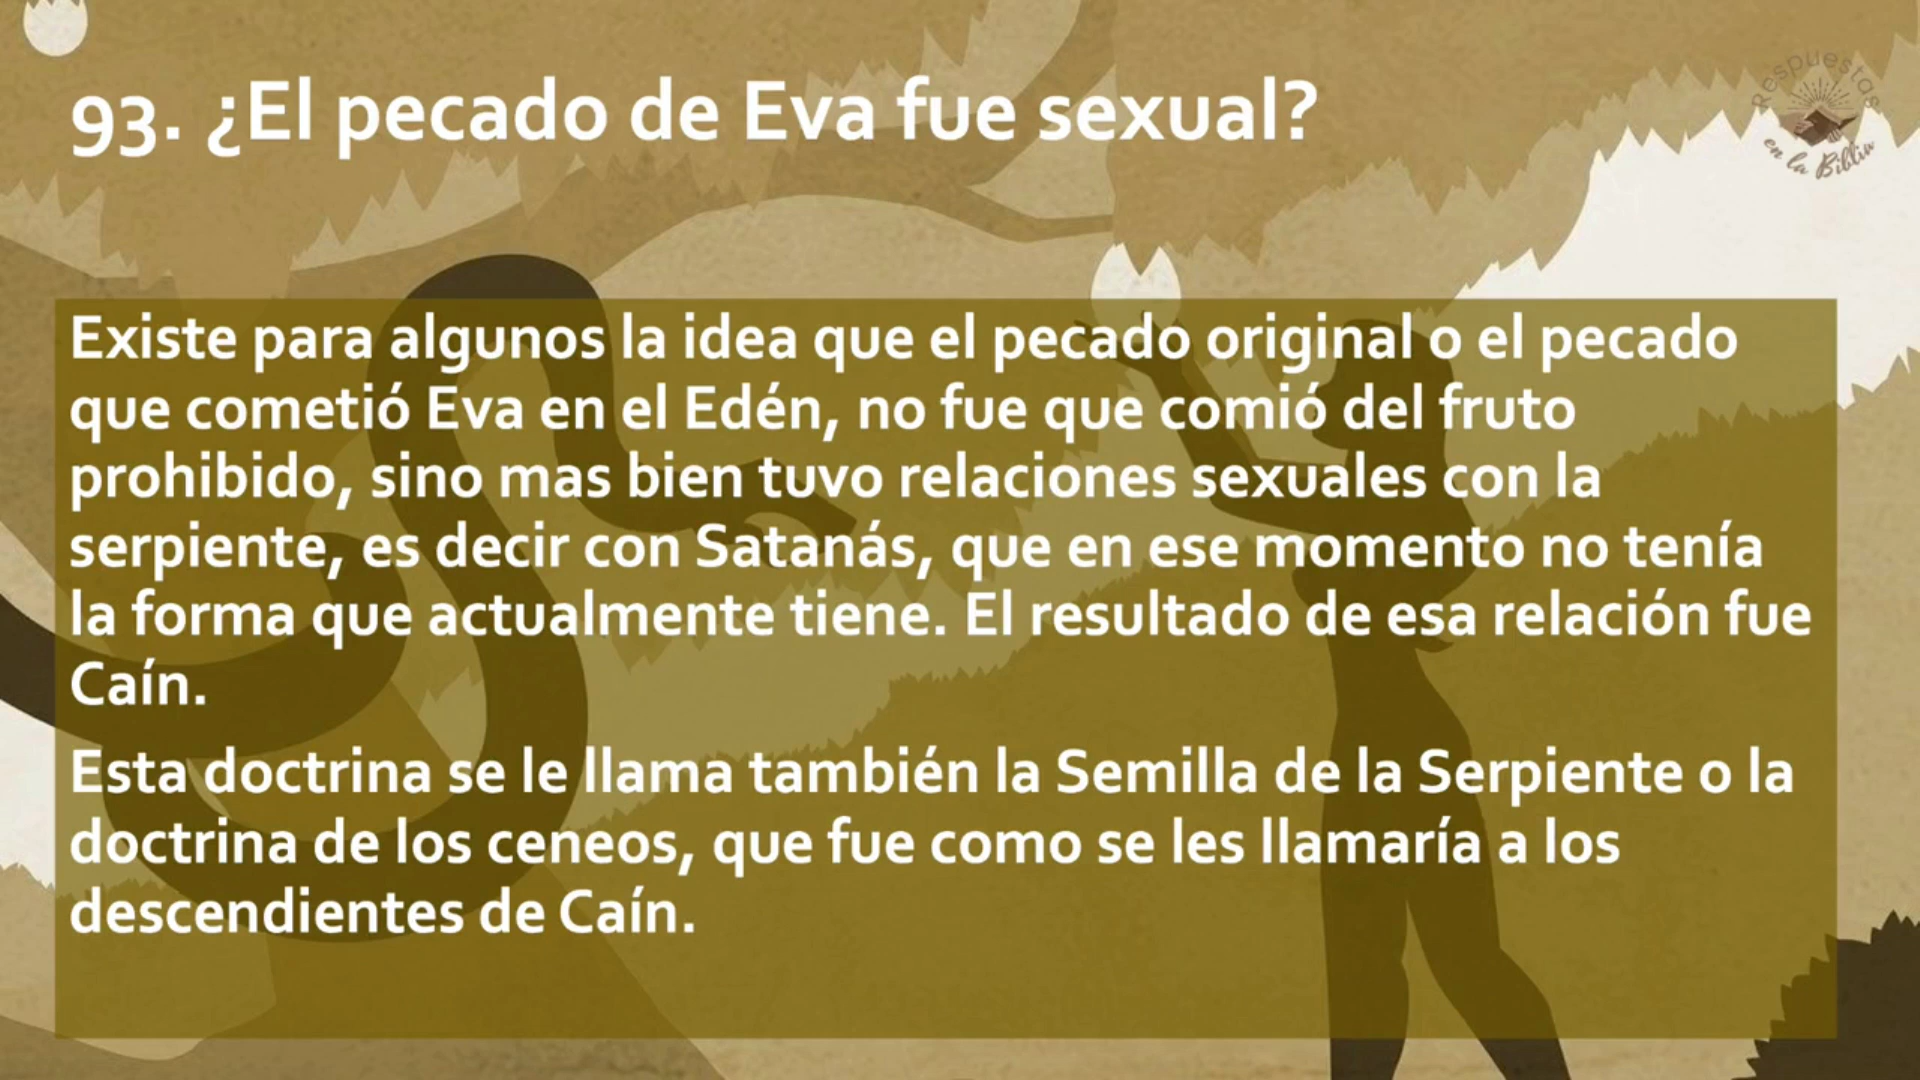 93. ¿El pecado de Eva fue sexual?
Respuestas
en la Biblia
Existe para algunos la idea que el pecado original o el pecado
que cometió Eva en el Edén, no fue que comió del fruto
prohibido, sino mas bien tuvo relaciones sexuales con la
serpiente, es decir con Satanás, que en ese momento no tenía
la forma que actualmente tiene. El resultado de esa relación fue
Caín.
Esta doctrina se le llama también la Semilla de la Serpiente o la
doctrina de los ceneos, que fue como se les llamaría a los
descendientes de Caín.